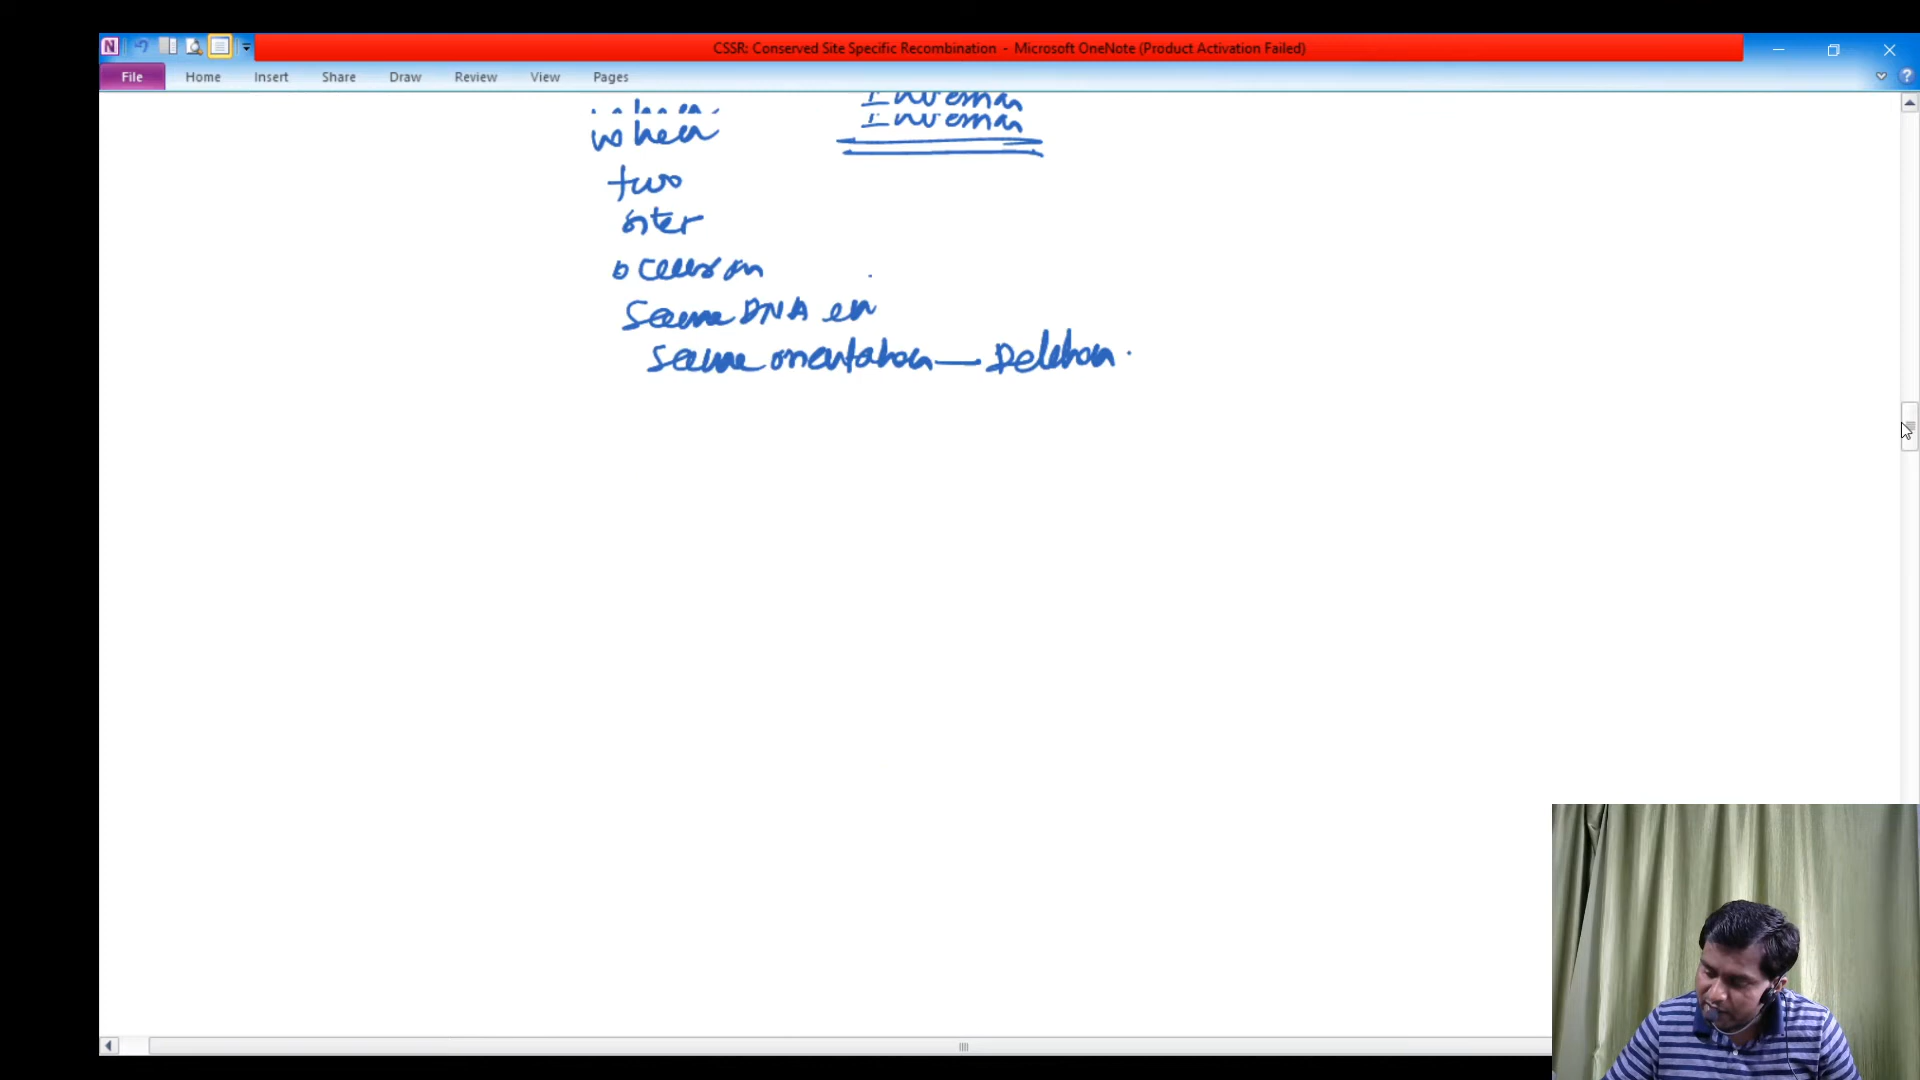 CSSR: Conserved Site Specific Recombination - Microsoft OneNote (Product Activation Failed)
File Home Insert Share Draw Review View Pages
Inversion
when Inversion
two
sites
occurs on
Same DNA in
Same orientation — Deletion.